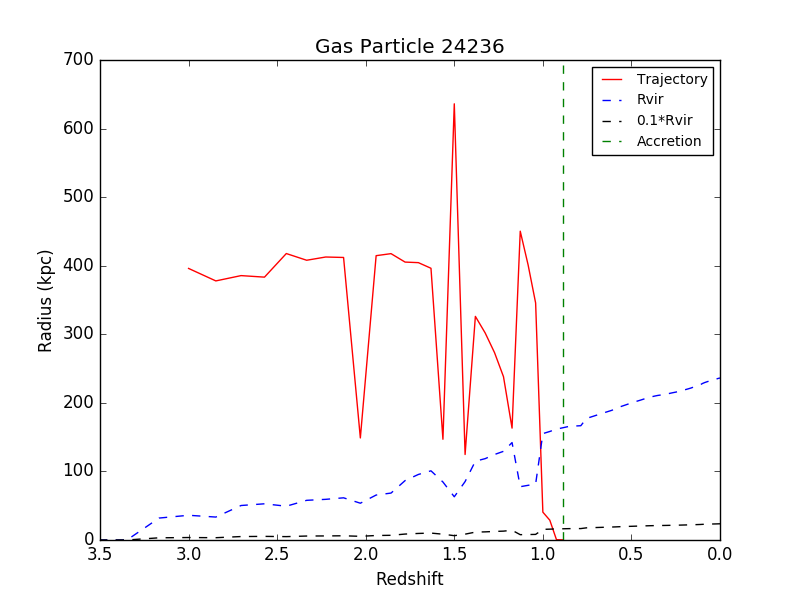 Gas Particle 24236
700
600
500
400
300
200
100
0
Radius (kpc)
Trajectory
Rvir
0.1*Rvir
Accretion
3.5 3.0 2.5 2.0 1.5 1.0 0.5 0.0
Redshift